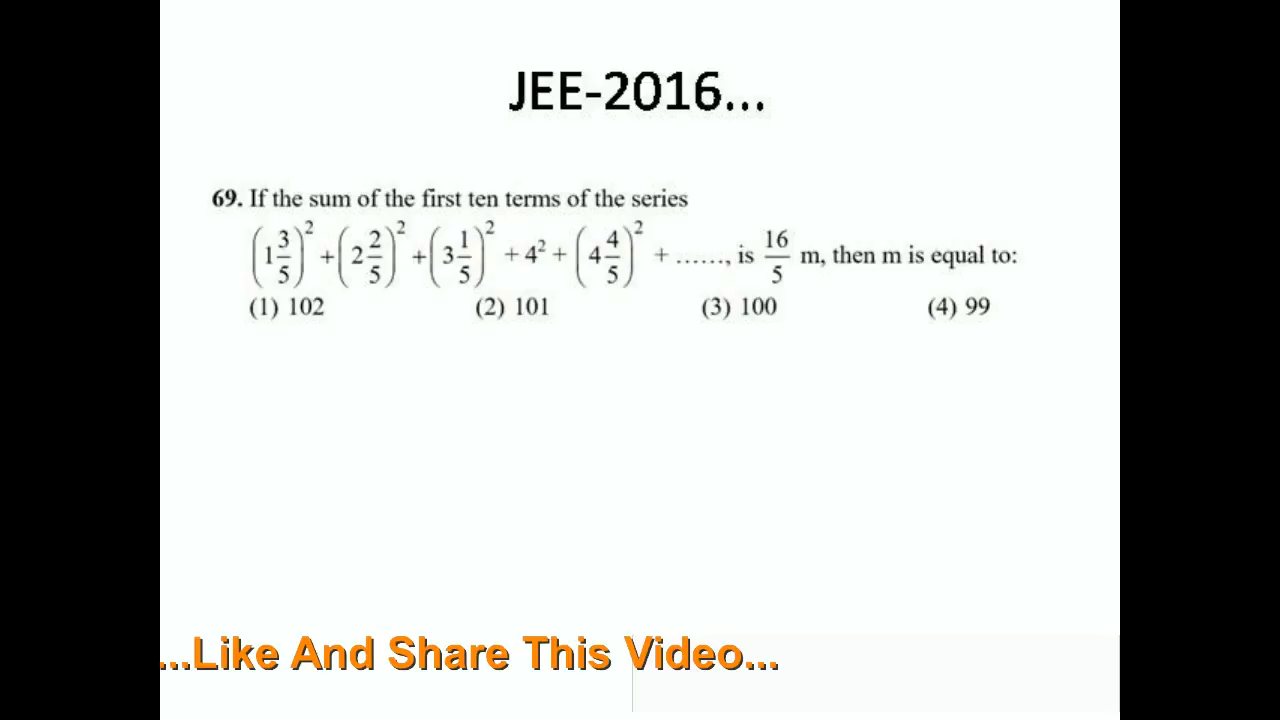 JEE-2016...
69. If the sum of the first ten terms of the series
(1 3/5)² + (2 2/5)² + (3 1/5)² + 4² + (4 4/5)² + ......, is 16/5 m, then m is equal to:
(1) 102 (2) 101 (3) 100 (4) 99
...Like And Share This Video...